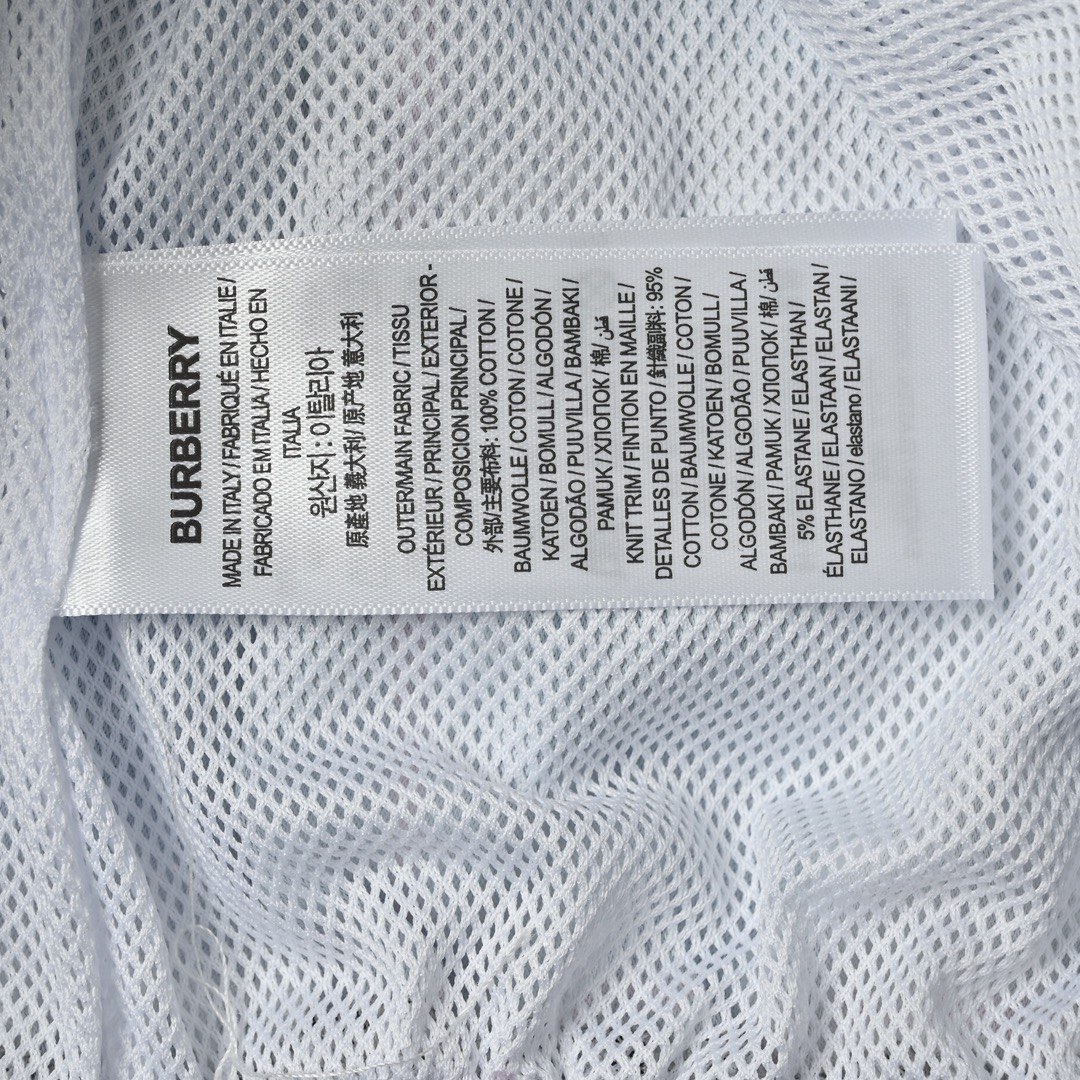 BURBERRY
MADE IN ITALY / FABRIQUÉ EN ITALIE /
FABRICADO EM ITALIA / HECHO EN
ITALIA
원산지 : 이탈리아
原產地 義大利/ 原产地 意大利
OUTER/MAIN FABRIC / TISSU
EXTÉRIEUR / PRINCIPAL / EXTERIOR -
COMPOSICION PRINCIPAL /
外部/主要布料: 100% COTTON /
BAUMWOLLE / COTON / COTONE /
KATOEN / BOMULL / ALGODÓN /
ALGODÃO / PUUVILLA / BAMBAKI /
PAMUK / ХЛОПОК / 棉/ قطن
KNIT TRIM / FINTION EN MAILLE /
DETALLES DE PUNTO / 針織副料: 95%
COTTON / BAUMWOLLE / COTON /
COTONE / KATOEN / BOMULL /
ALGODÓN / ALGODÃO / PUUVILLA /
BAMBAKI / PAMUK / ХЛОПОК / 棉/ قطن
5% ELASTANE / ELASTHAN /
ÉLASTHANE / ELASTAAN / ELASTAN /
ELASTANO / elastano / ELASTAANI /